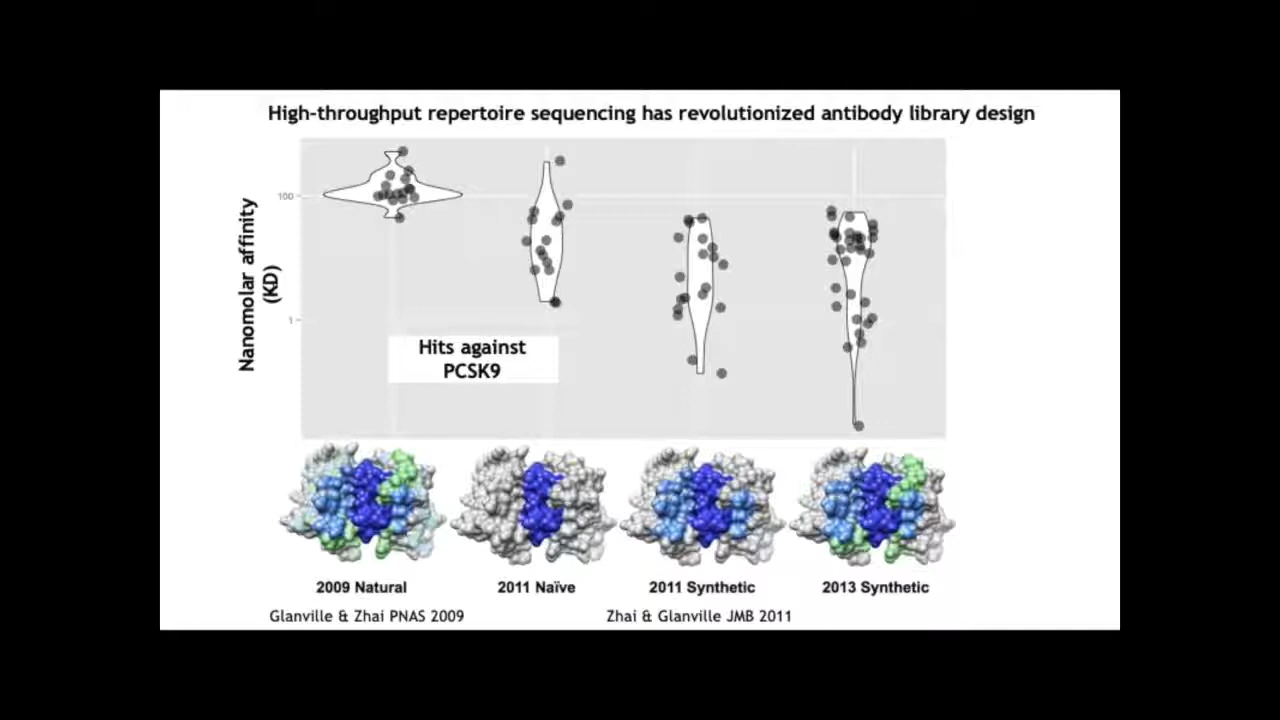 High-throughput repertoire sequencing has revolutionized antibody library design
Nanomolar affinity
(KD)
100
1
Hits against
PCSK9
2009 Natural
2011 Naïve
2011 Synthetic
2013 Synthetic
Glanville & Zhai PNAS 2009
Zhai & Glanville JMB 2011